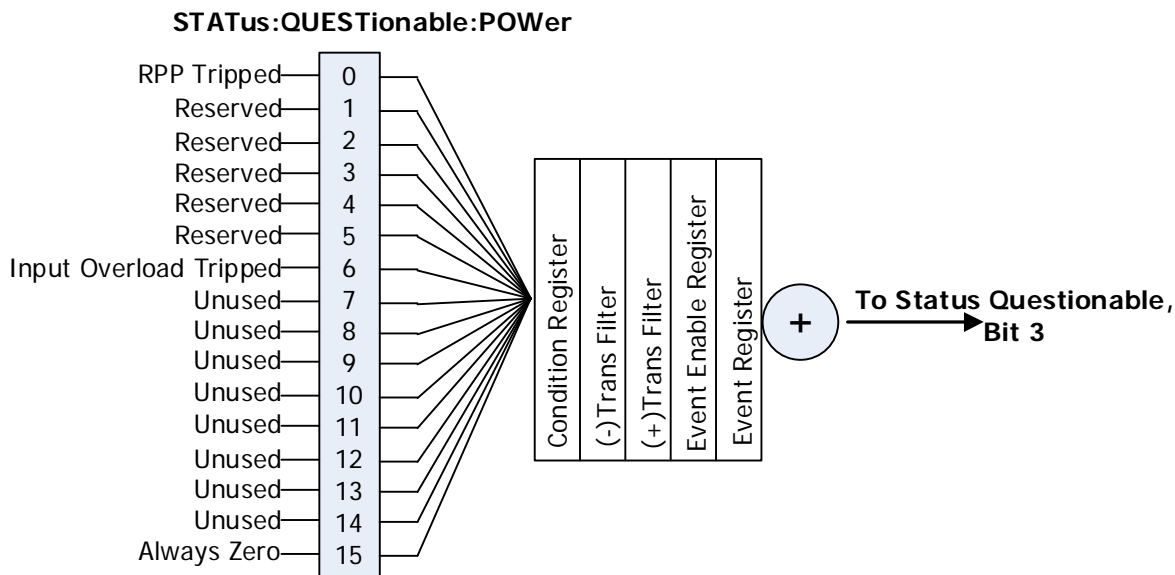 STATus:QUESTionable:POWer
RPP Tripped 0
Reserved 1
Reserved 2
Reserved 3
Reserved 4
Reserved 5
Input Overload Tripped 6
Unused 7
Unused 8
Unused 9
Unused 10
Unused 11
Unused 12
Unused 13
Unused 14
Always Zero 15
Condition Register
(-)Trans Filter
(+)Trans Filter
Event Enable Register
Event Register
+
To Status Questionable,
Bit 3